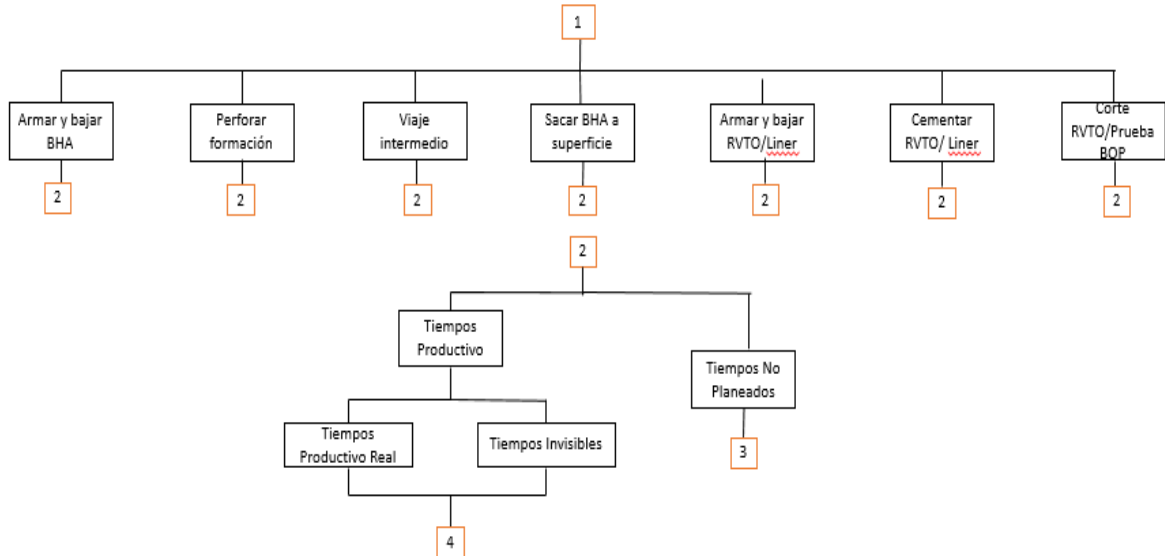 1
Armar y bajar
BHA
Perforar
formación
Viaje
intermedio
Sacar BHA a
superficie
Armar y bajar
RVTO/Liner
Cementar
RVTO/ Liner
Corte
RVTO/Prueba
BOP
2
2
2
2
2
2
2
2
Tiempos
Productivo
Tiempos No
Planeados
Tiempos
Productivo Real
Tiempos Invisibles
3
4